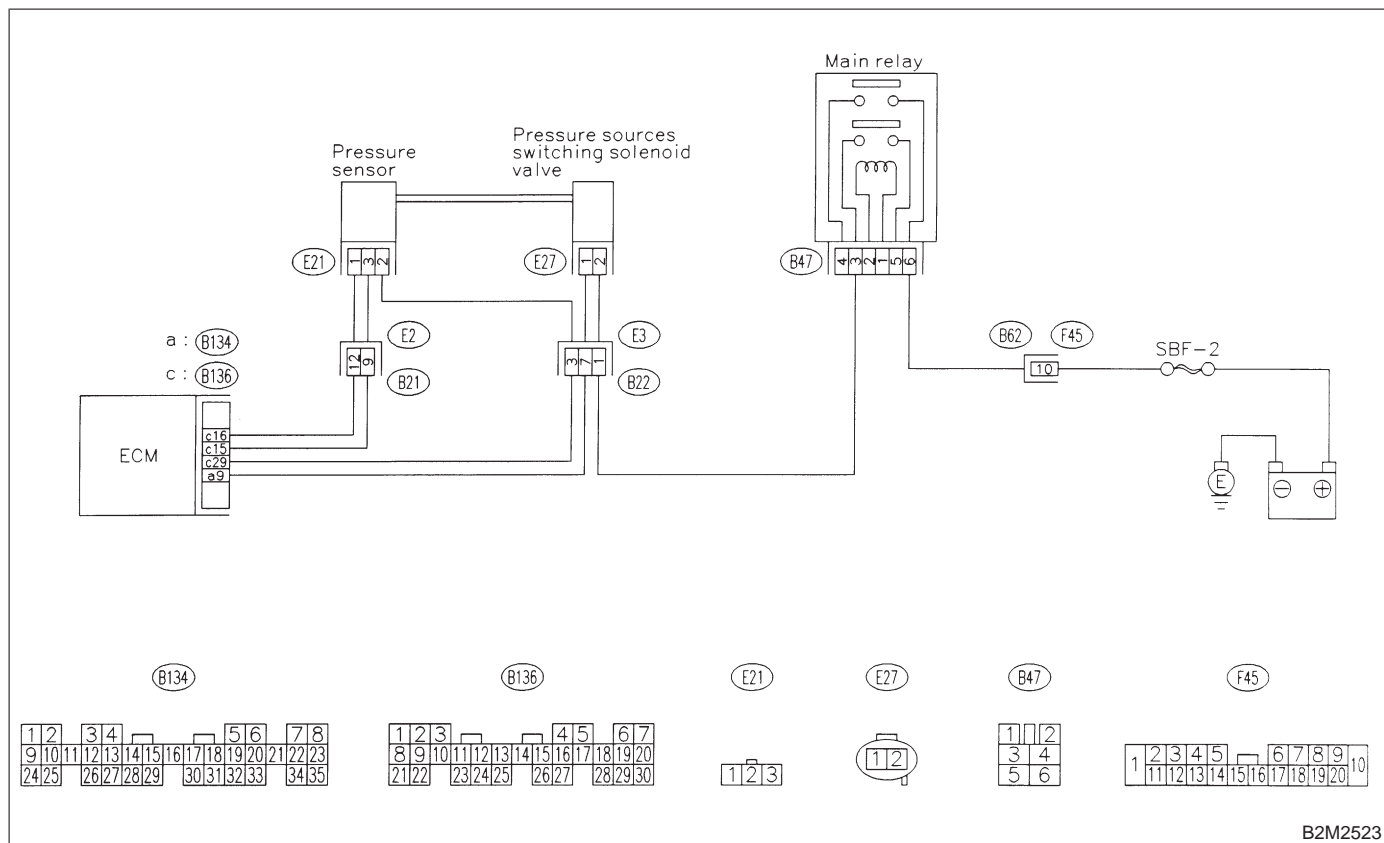 Main relay
Pressure sources
switching solenoid
valve
Pressure
sensor
E21
1 3 2
E27
1 2
B47
4 3 2 1 5 6
a : B134
c : B136
E2
12 9
B21
E3
3 7 1
B22
B62
F45
10
SBF-2
ECM
c16
c15
c29
a9
E
⊖ ⊕
B134
B136
E21
E27
B47
F45
1 2 3 4 5 6 7 8
9 10 11 12 13 14 15 16 17 18 19 20 21 22 23
24 25 26 27 28 29 30 31 32 33 34 35
1 2 3 4 5 6 7
8 9 10 11 12 13 14 15 16 17 18 19 20
21 22 23 24 25 26 27 28 29 30
1 2 3
1 2
1 2
3 4
5 6
1 2 3 4 5 6 7 8 9 10
11 12 13 14 15 16 17 18 19 20
B2M2523